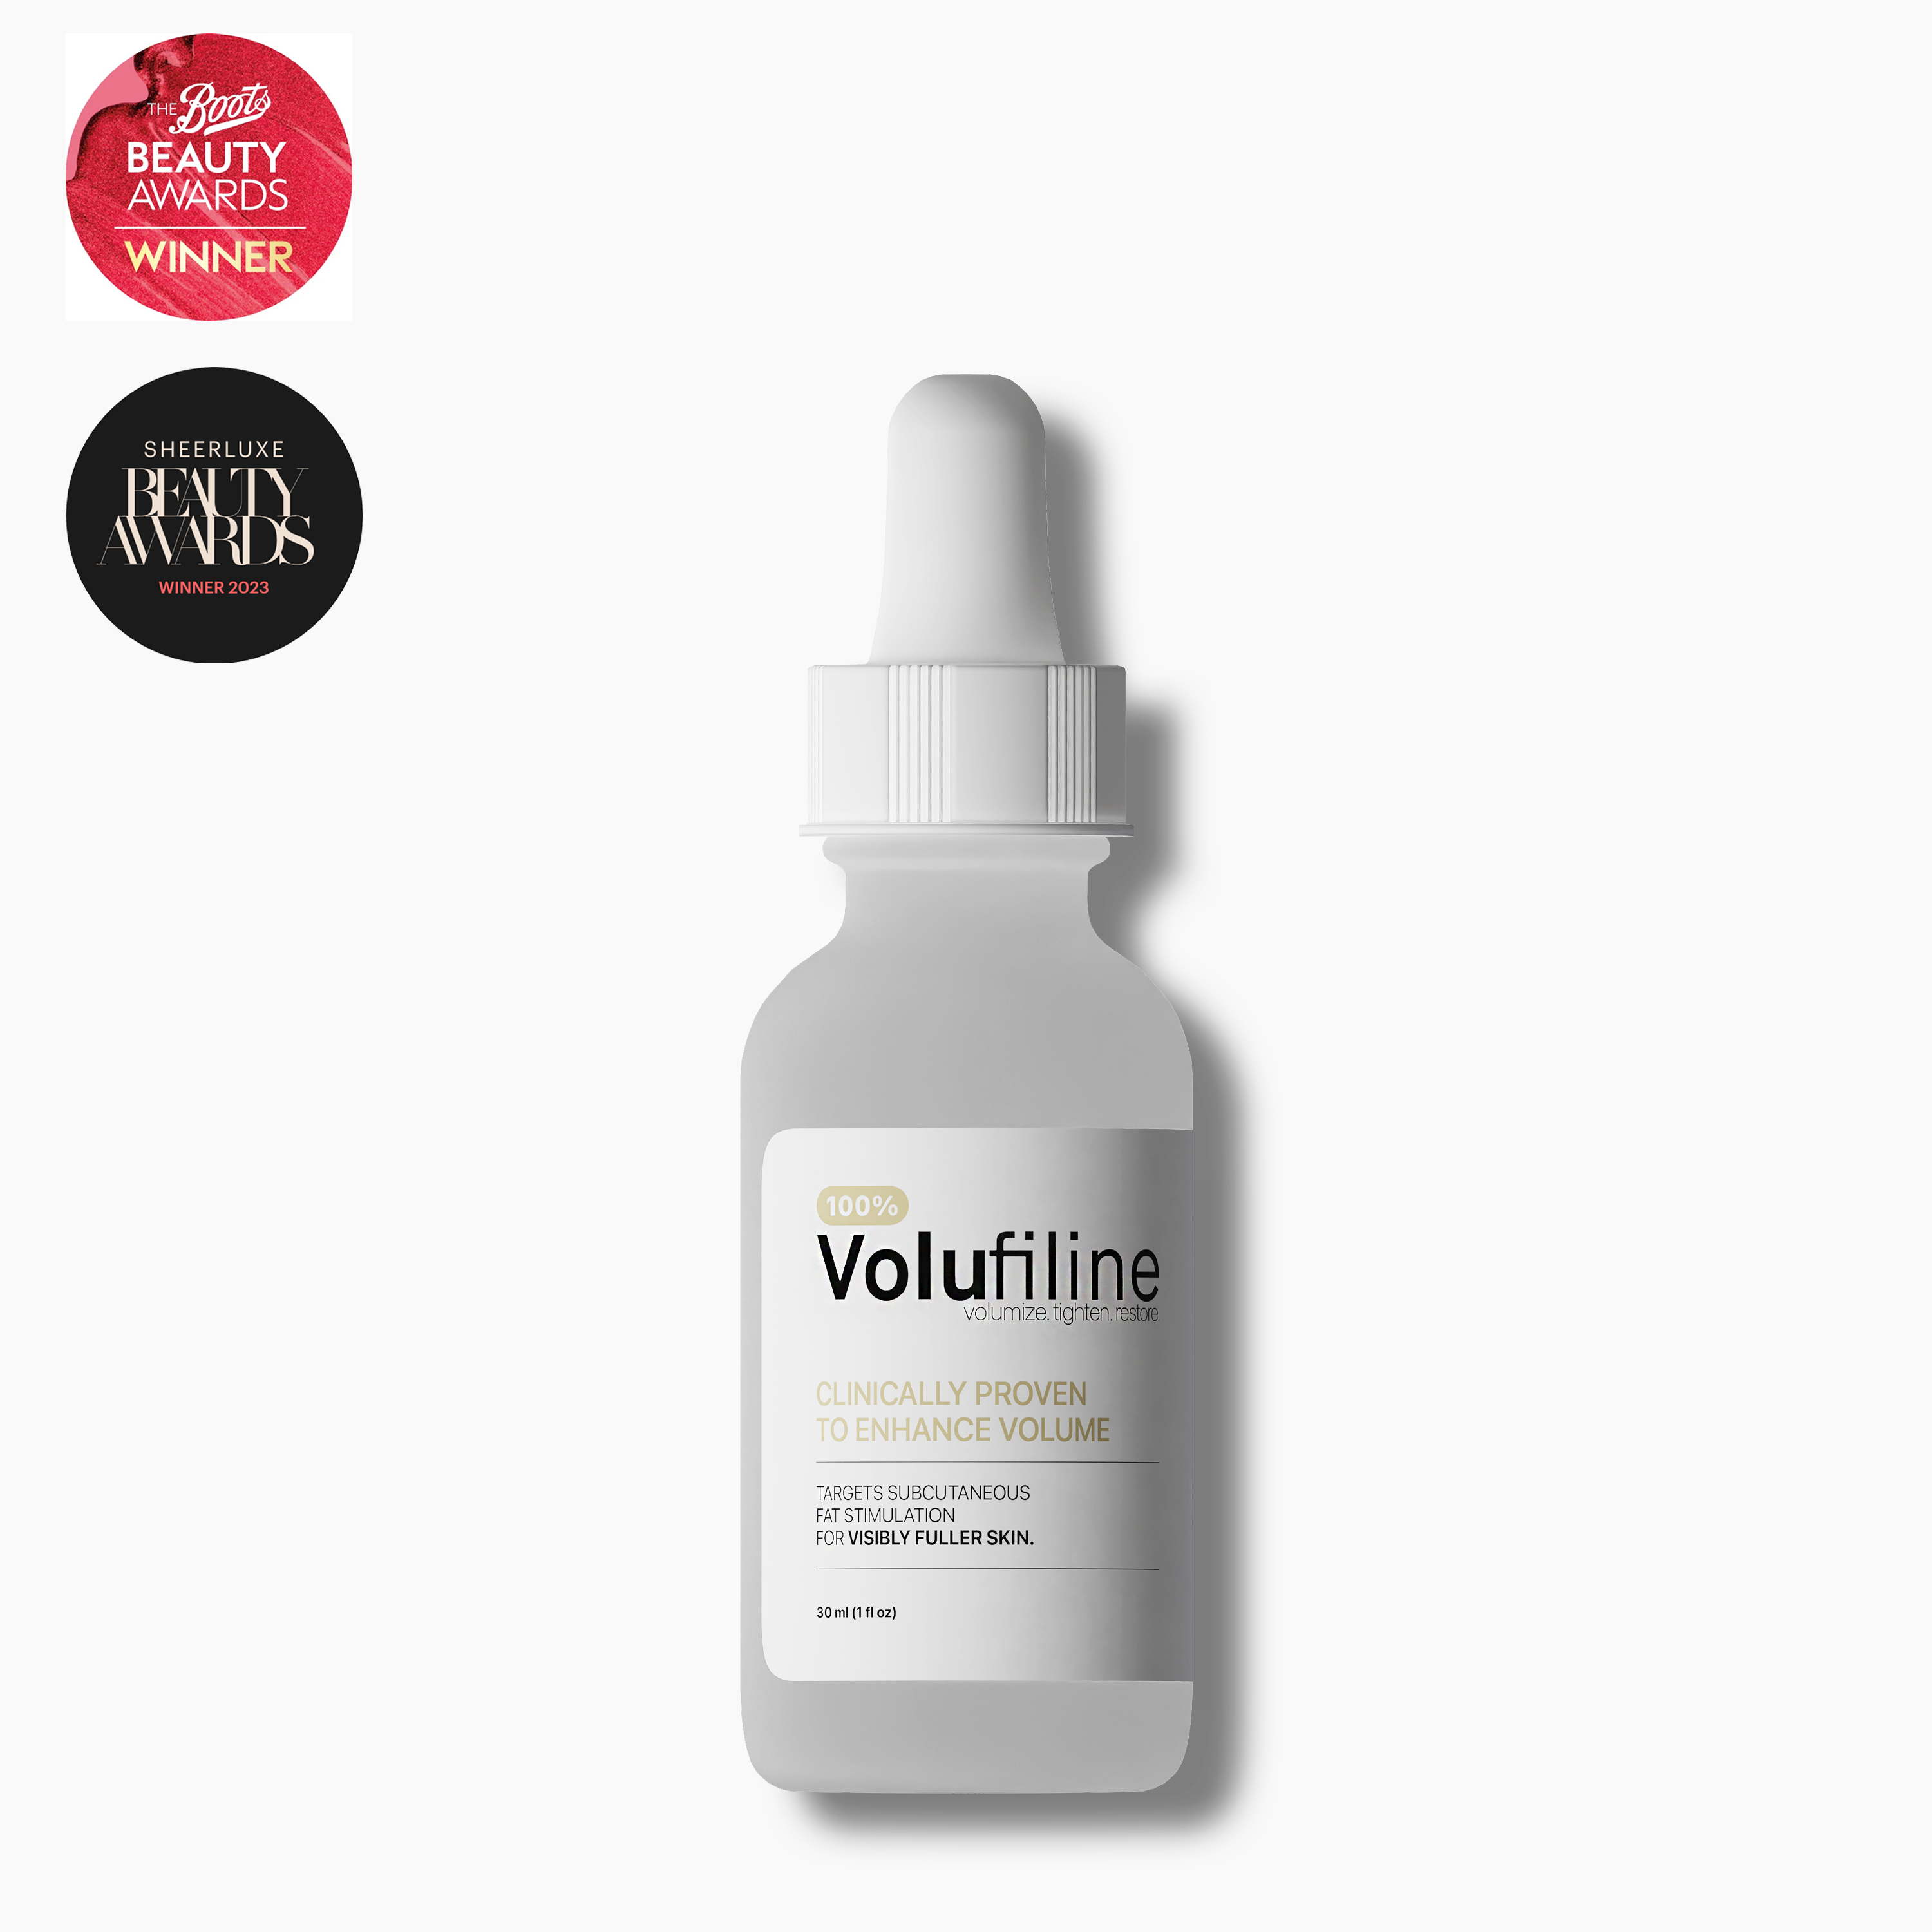 THE Boots
BEAUTY
AWARDS
WINNER
SHEERLUXE
BEAUTY
AWARDS
WINNER 2023
100%
Volufiline
volumize. tighten. restore.
CLINICALLY PROVEN
TO ENHANCE VOLUME
TARGETS SUBCUTANEOUS
FAT STIMULATION
FOR VISIBLY FULLER SKIN.
30 ml (1 fl oz)